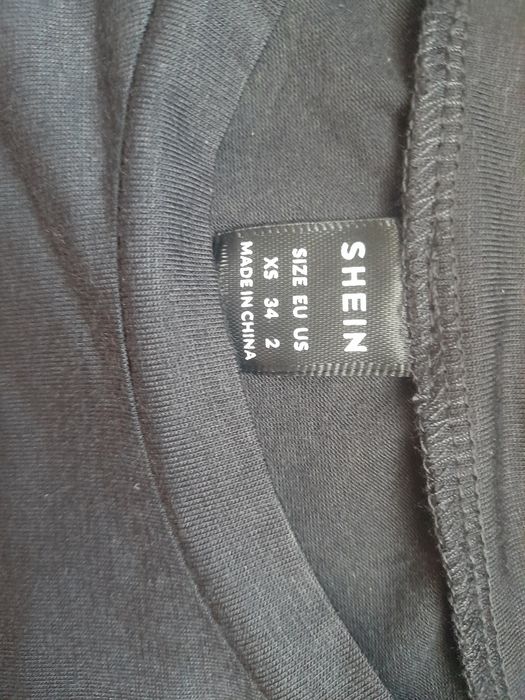 SHEIN
SIZE EU US
XS 34 2
MADE IN CHINA